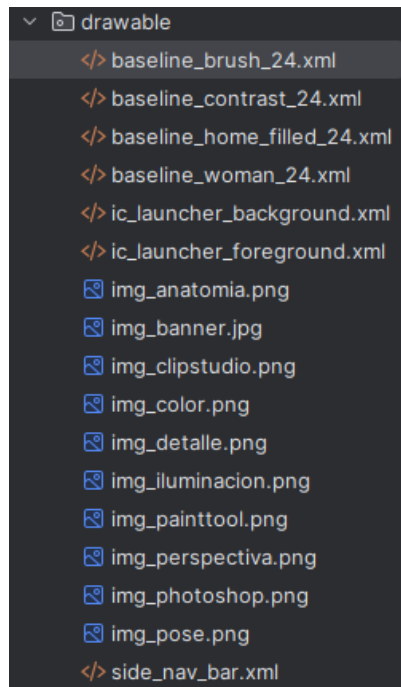 drawable
baseline_brush_24.xml
baseline_contrast_24.xml
baseline_home_filled_24.xml
baseline_woman_24.xml
ic_launcher_background.xml
ic_launcher_foreground.xml
img_anatomia.png
img_banner.jpg
img_clipstudio.png
img_color.png
img_detalle.png
img_iluminacion.png
img_painttool.png
img_perspectiva.png
img_photoshop.png
img_pose.png
side_nav_bar.xml